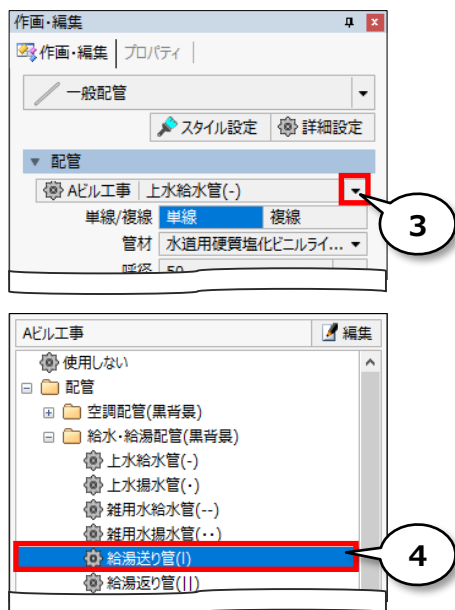 作画・編集
作画・編集 プロパティ
一般配管
スタイル設定 詳細設定
配管
Aビル工事 上水給水管(-)
単線/複線 単線 複線
管材 水道用硬質塩化ビニルライ...
呼径 50
3
Aビル工事 編集
使用しない
配管
空調配管(黒背景)
給水・給湯配管(黒背景)
上水給水管(-)
上水揚水管(・)
雑用水給水管(--)
雑用水揚水管(・・)
給湯送り管(|)
4
給湯返り管(||)